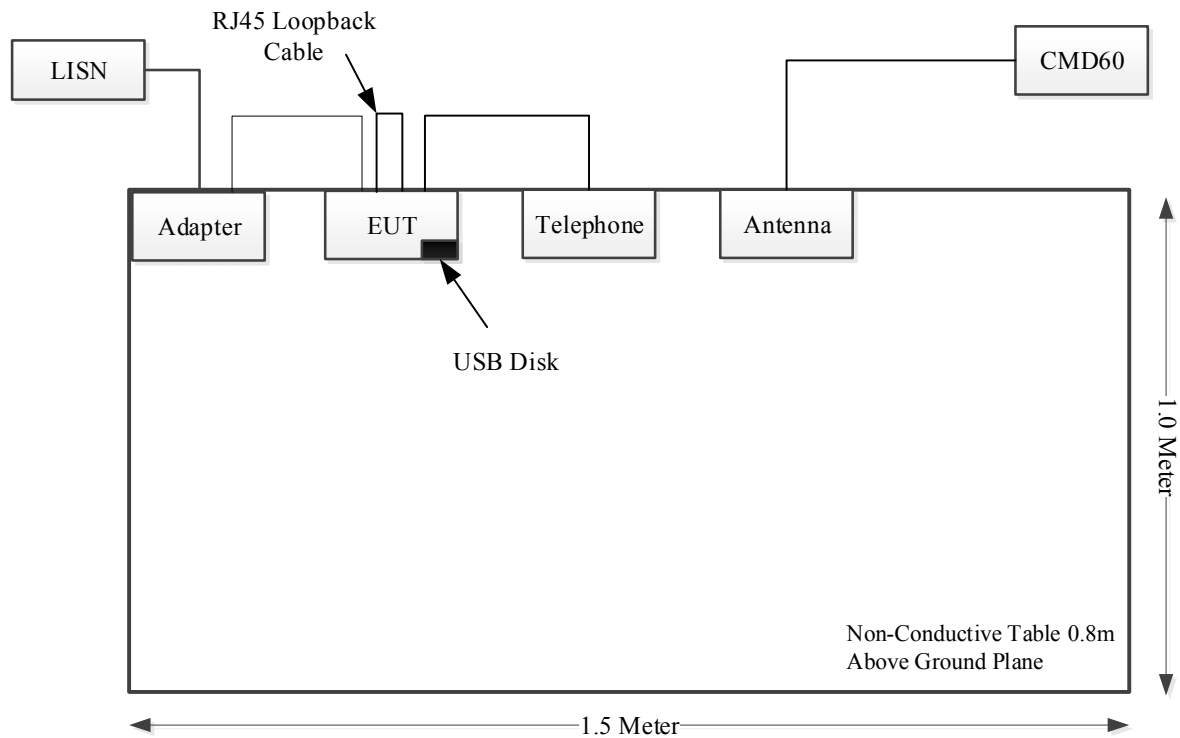 RJ45 Loopback
Cable
LISN
CMD60
Adapter
EUT
Telephone
Antenna
USB Disk
1.0 Meter
Non-Conductive Table 0.8m
Above Ground Plane
1.5 Meter